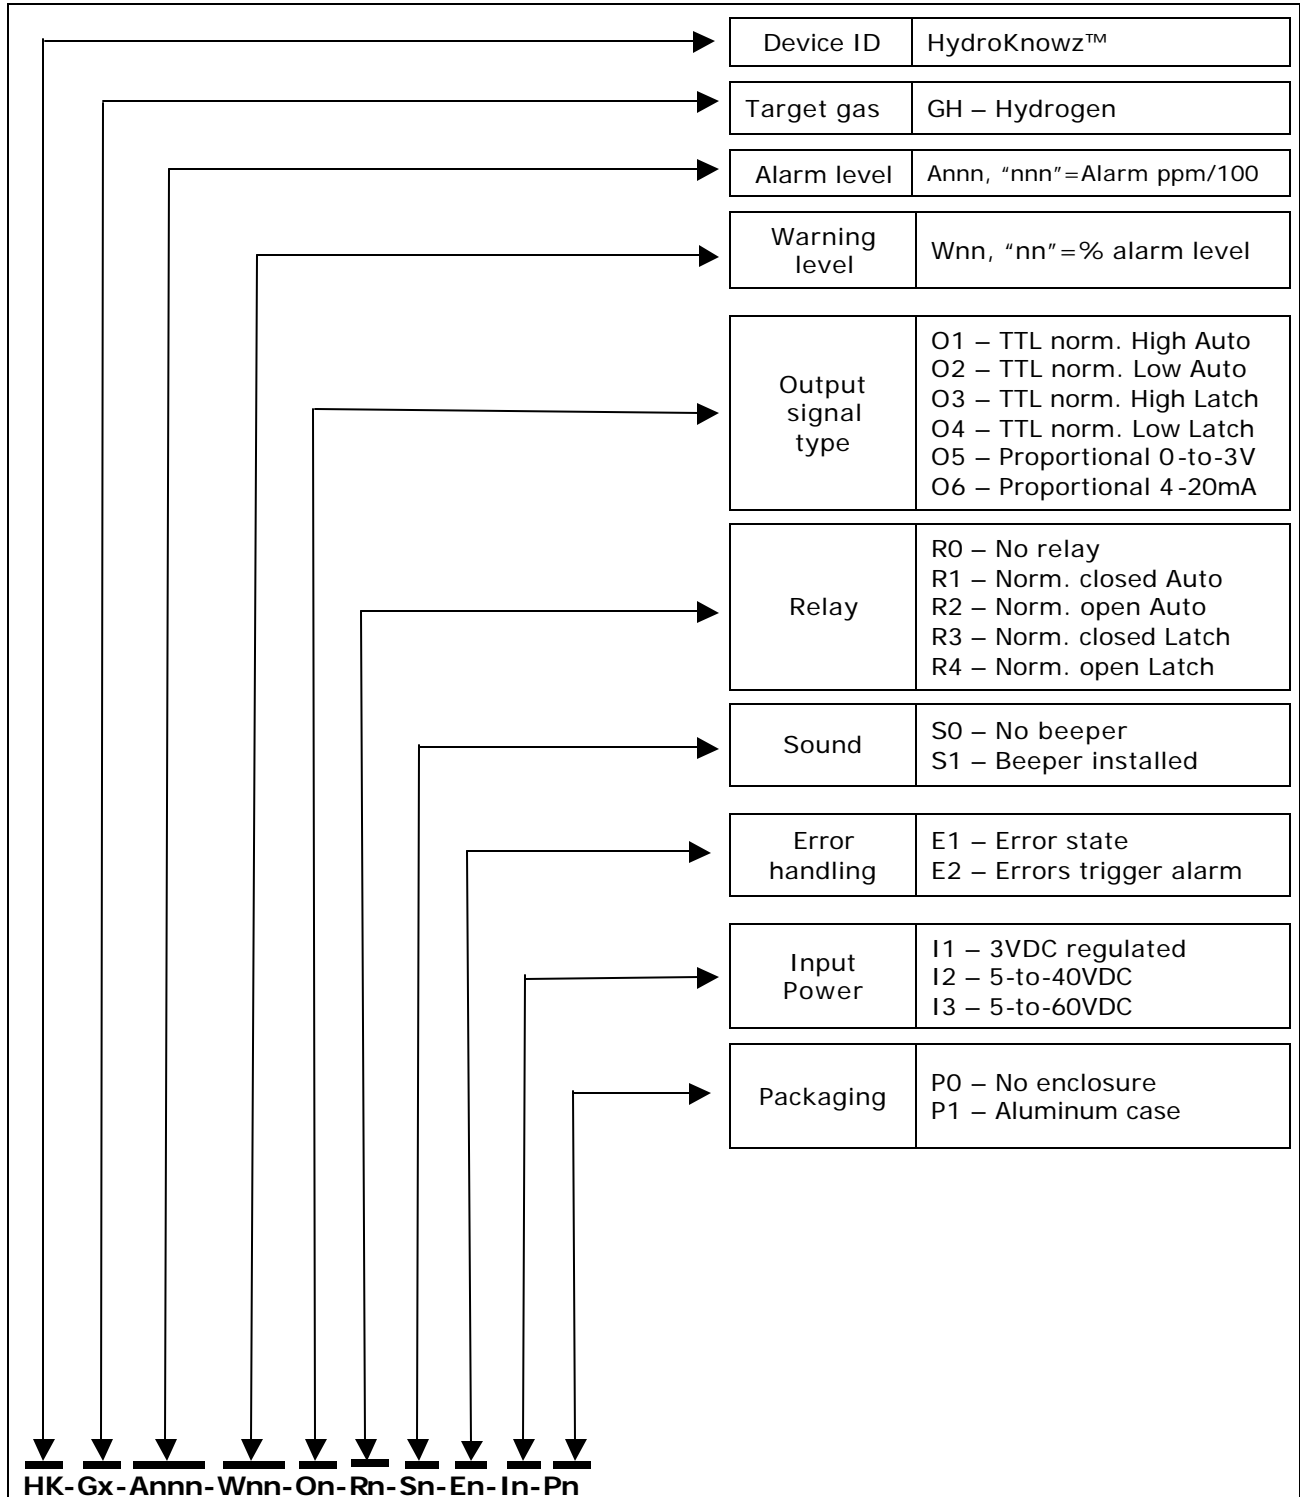 Device ID HydroKnowz™
Target gas GH – Hydrogen
Alarm level Annn, "nnn"=Alarm ppm/100
Warning
level
Wnn, "nn"=% alarm level
Output
signal
type
O1 – TTL norm. High Auto
O2 – TTL norm. Low Auto
O3 – TTL norm. High Latch
O4 – TTL norm. Low Latch
O5 – Proportional 0-to-3V
O6 – Proportional 4-20mA
Relay
R0 – No relay
R1 – Norm. closed Auto
R2 – Norm. open Auto
R3 – Norm. closed Latch
R4 – Norm. open Latch
Sound
S0 – No beeper
S1 – Beeper installed
Error
handling
E1 – Error state
E2 – Errors trigger alarm
Input
Power
I1 – 3VDC regulated
I2 – 5-to-40VDC
I3 – 5-to-60VDC
Packaging
P0 – No enclosure
P1 – Aluminum case
HK-Gx-Annn-Wnn-On-Rn-Sn-En-In-Pn